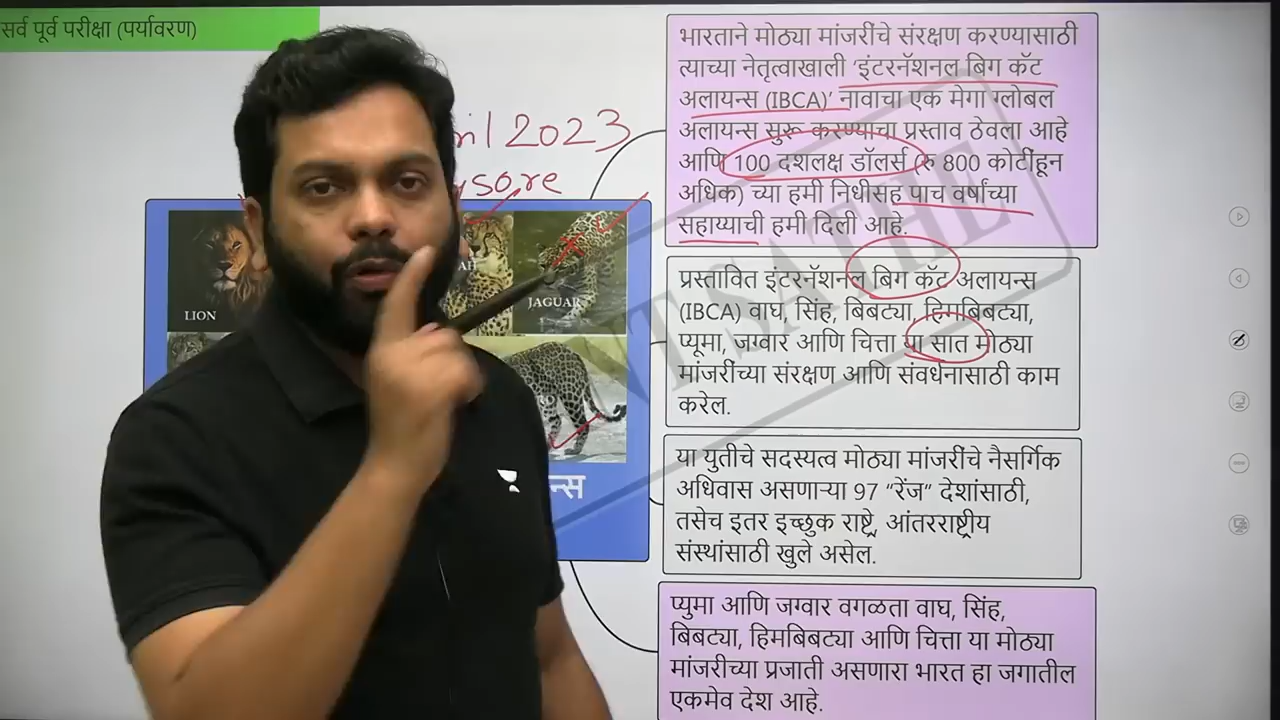 सर्व पूर्व परीक्षा (पर्यावरण)
2023
LION
JAGUAR
न्स
भारताने मोठ्या मांजरींचे संरक्षण करण्यासाठी
त्याच्या नेतृत्वाखाली ‘इंटरनॅशनल बिग कॅट
अलायन्स (IBCA)’ नावाचा एक मेगा ग्लोबल
अलायन्स सुरू करण्याचा प्रस्ताव ठेवला आहे
आणि 100 दशलक्ष डॉलर्स (रु 800 कोटींहून
अधिक) च्या हमी निधीसह पाच वर्षांच्या
सहाय्याची हमी दिली आहे.
प्रस्तावित इंटरनॅशनल बिग कॅट अलायन्स
(IBCA) वाघ, सिंह, बिबट्या, हिमबिबट्या,
प्यूमा, जग्वार आणि चित्ता या सात मोठ्या
मांजरींच्या संरक्षण आणि संवर्धनासाठी काम
करेल.
या युतीचे सदस्यत्व मोठ्या मांजरींचे नैसर्गिक
अधिवास असणाऱ्या 97 “रेंज” देशांसाठी,
तसेच इतर इच्छुक राष्ट्रे, आंतरराष्ट्रीय
संस्थांसाठी खुले असेल.
प्युमा आणि जग्वार वगळता वाघ, सिंह,
बिबट्या, हिमबिबट्या आणि चित्ता या मोठ्या
मांजरीच्या प्रजाती असणारा भारत हा जगातील
एकमेव देश आहे.